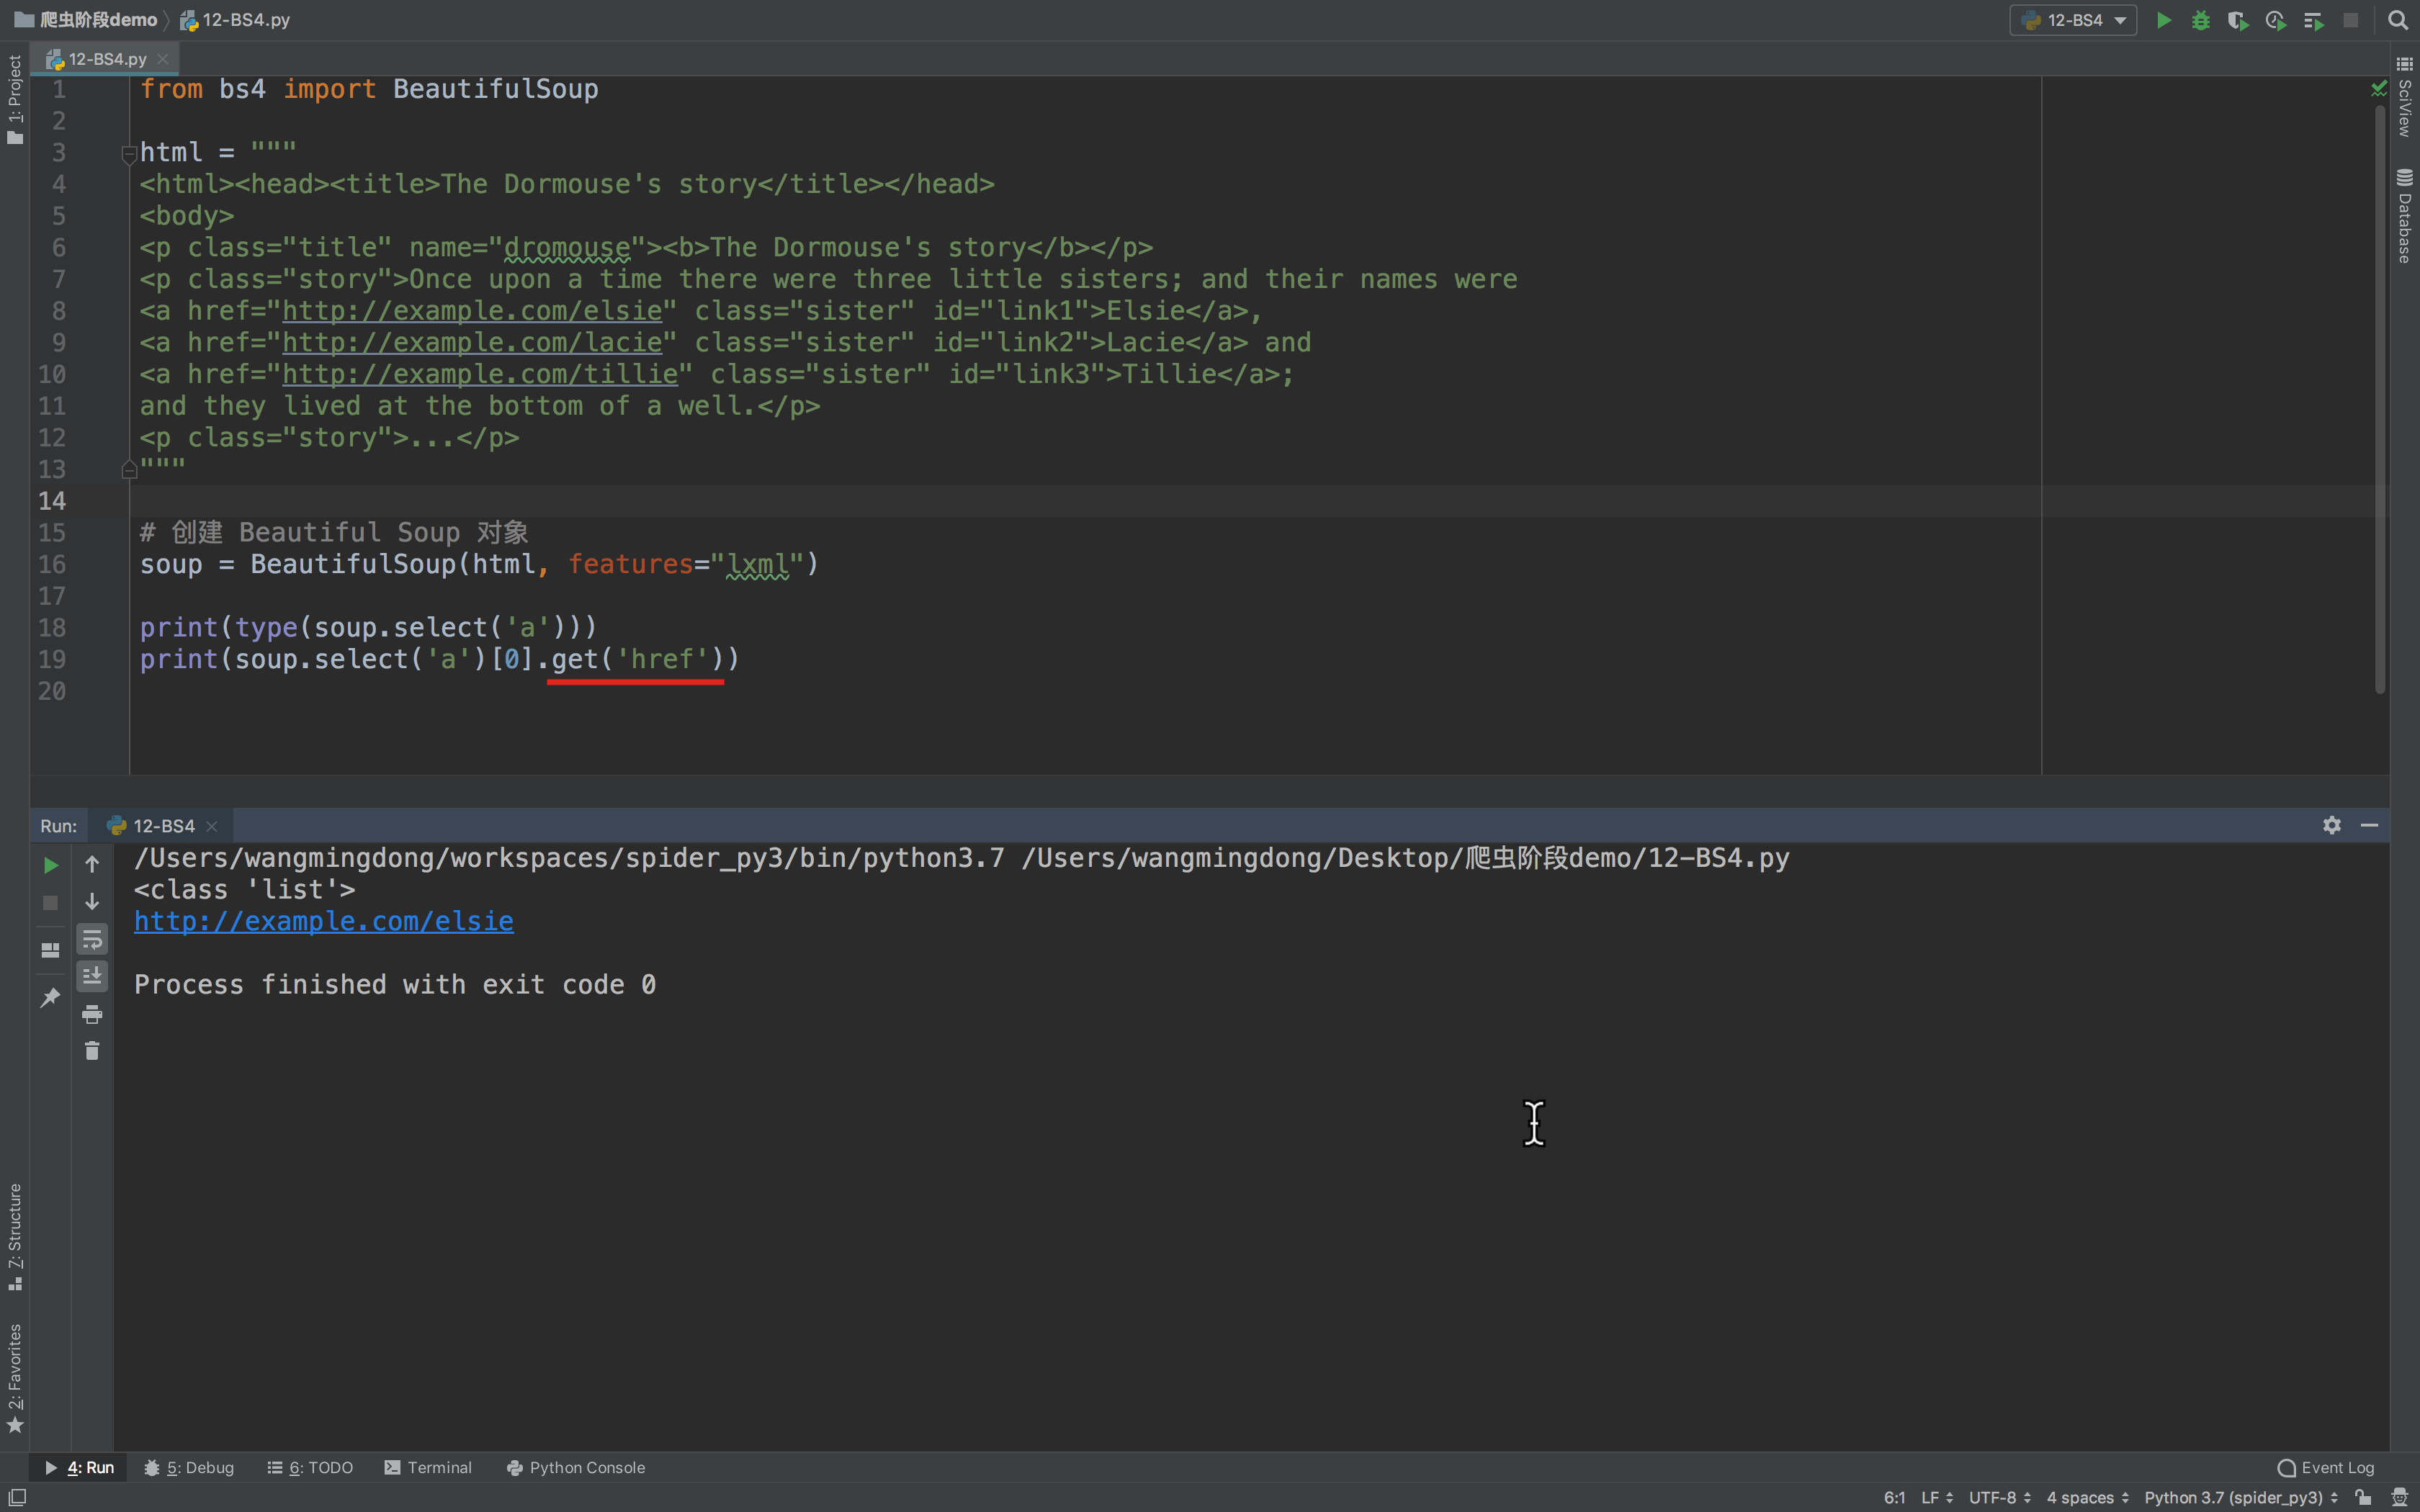 爬虫阶段demo 12-BS4.py
12-BS4
12-BS4.py
1: Project
SciView
Database
1 from bs4 import BeautifulSoup
2
3 html = """
4 <html><head><title>The Dormouse's story</title></head>
5 <body>
6 <p class="title" name="dromouse"><b>The Dormouse's story</b></p>
7 <p class="story">Once upon a time there were three little sisters; and their names were
8 <a href="http://example.com/elsie" class="sister" id="link1">Elsie</a>,
9 <a href="http://example.com/lacie" class="sister" id="link2">Lacie</a> and
10 <a href="http://example.com/tillie" class="sister" id="link3">Tillie</a>;
11 and they lived at the bottom of a well.</p>
12 <p class="story">...</p>
13 """
14
15 # 创建 Beautiful Soup 对象
16 soup = BeautifulSoup(html, features="lxml")
17
18 print(type(soup.select('a')))
19 print(soup.select('a')[0].get('href'))
20
Run: 12-BS4
/Users/wangmingdong/workspaces/spider_py3/bin/python3.7 /Users/wangmingdong/Desktop/爬虫阶段demo/12-BS4.py
<class 'list'>
http://example.com/elsie
Process finished with exit code 0
7: Structure
2: Favorites
4: Run 5: Debug 6: TODO Terminal Python Console Event Log
6:1 LF UTF-8 4 spaces Python 3.7 (spider_py3)